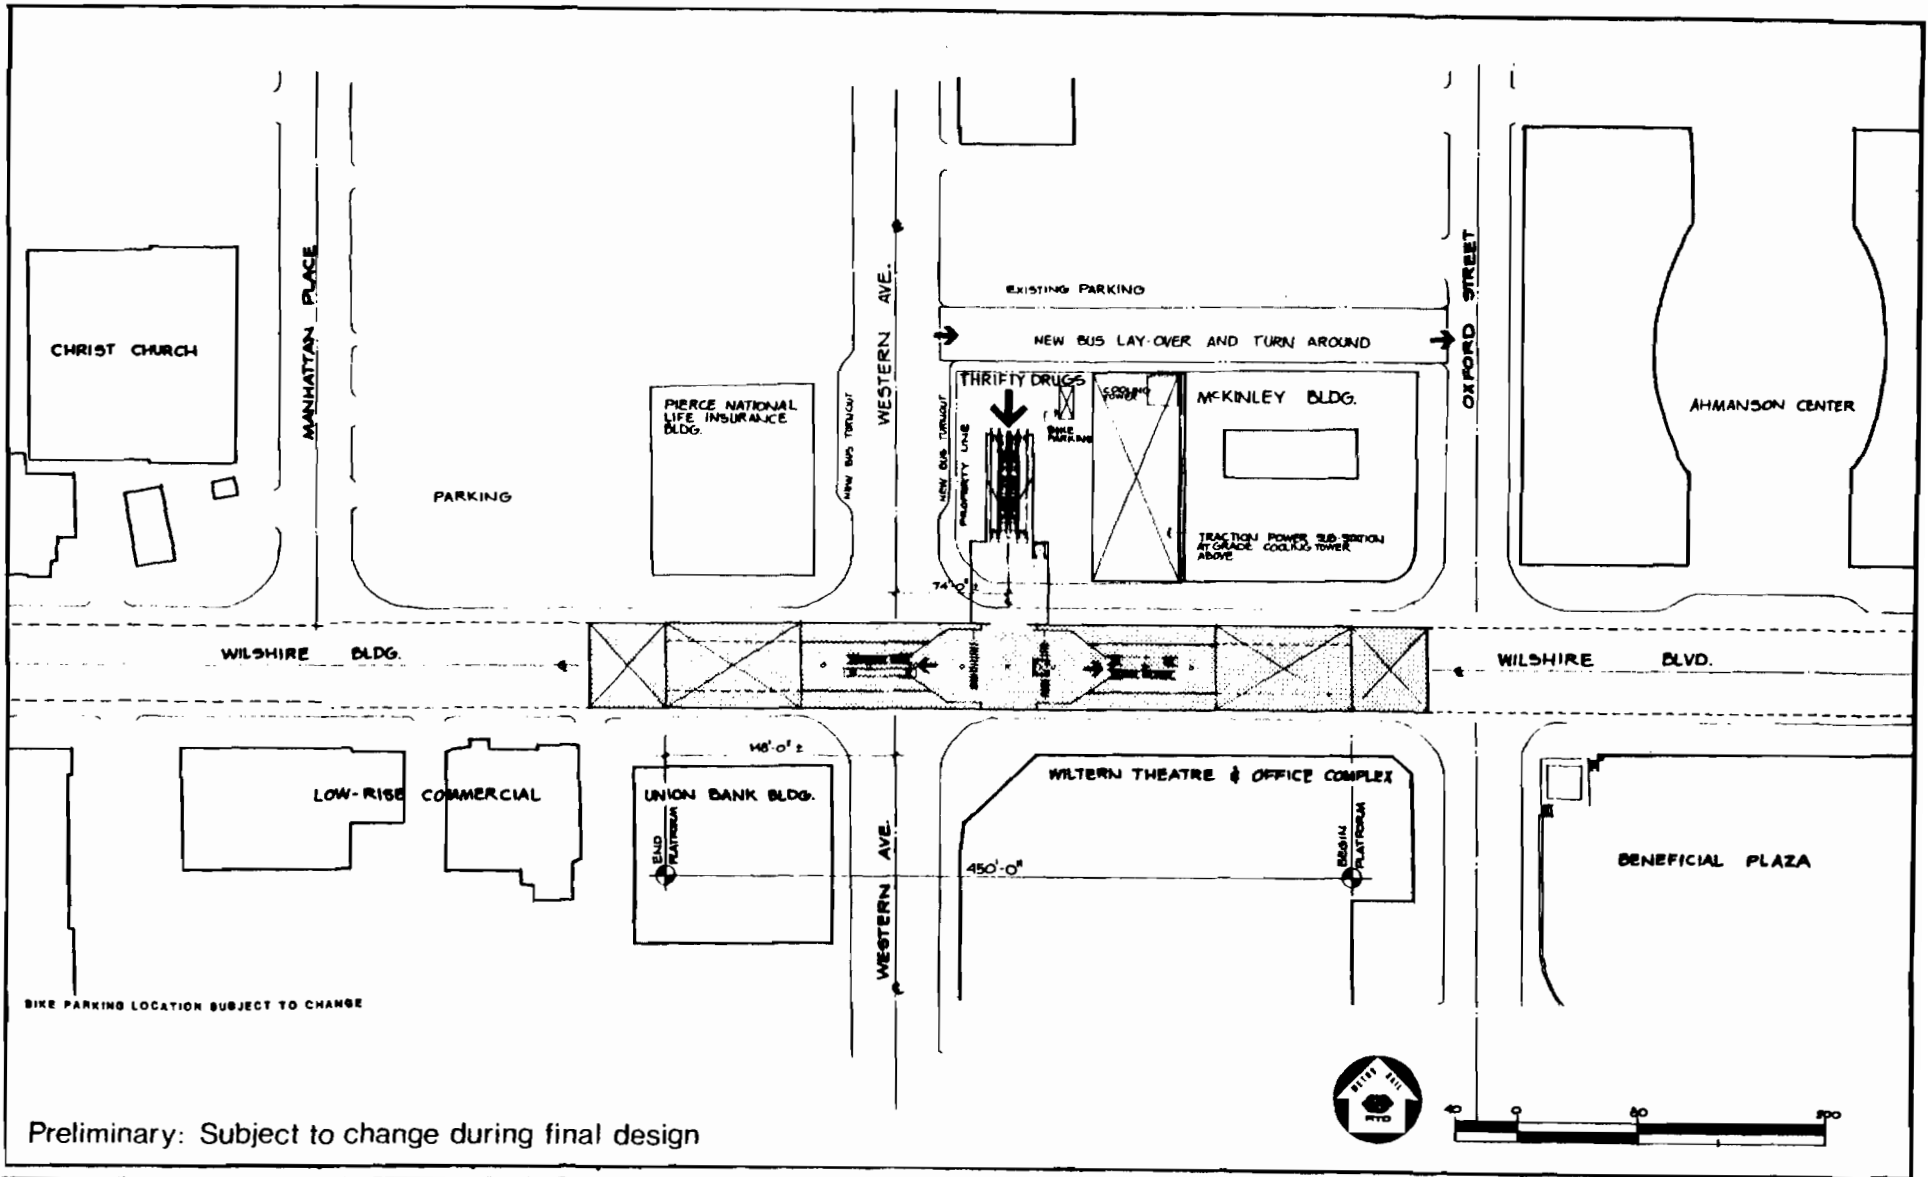 MANHATTAN PLACE
WESTERN AVE.
OXFORD STREET
EXISTING PARKING
NEW BUS LAY-OVER AND TURN AROUND
CHRIST CHURCH
PIERCE NATIONAL
LIFE INSURANCE
BLDG.
NEW BUS TURNOUT
NEW BUS TURNOUT
PROPERTY LINE
THRIFTY DRUGS
BIKE
PARKING
COOLING
TOWER
McKINLEY BLDG.
AHMANSON CENTER
PARKING
TRACTION POWER SUB-STATION
AT GRADE COOLING TOWER
ABOVE
74'-0" ±
WILSHIRE BLDG.
WILSHIRE BLVD.
148'-0" ±
LOW-RISE COMMERCIAL
UNION BANK BLDG.
WILTERN THEATRE & OFFICE COMPLEX
END
PLATFORM
WESTERN AVE.
450'-0"
BEGIN
PLATFORM
BENEFICIAL PLAZA
BIKE PARKING LOCATION SUBJECT TO CHANGE
METRO RAIL
RTD
40 0 80
Preliminary: Subject to change during final design